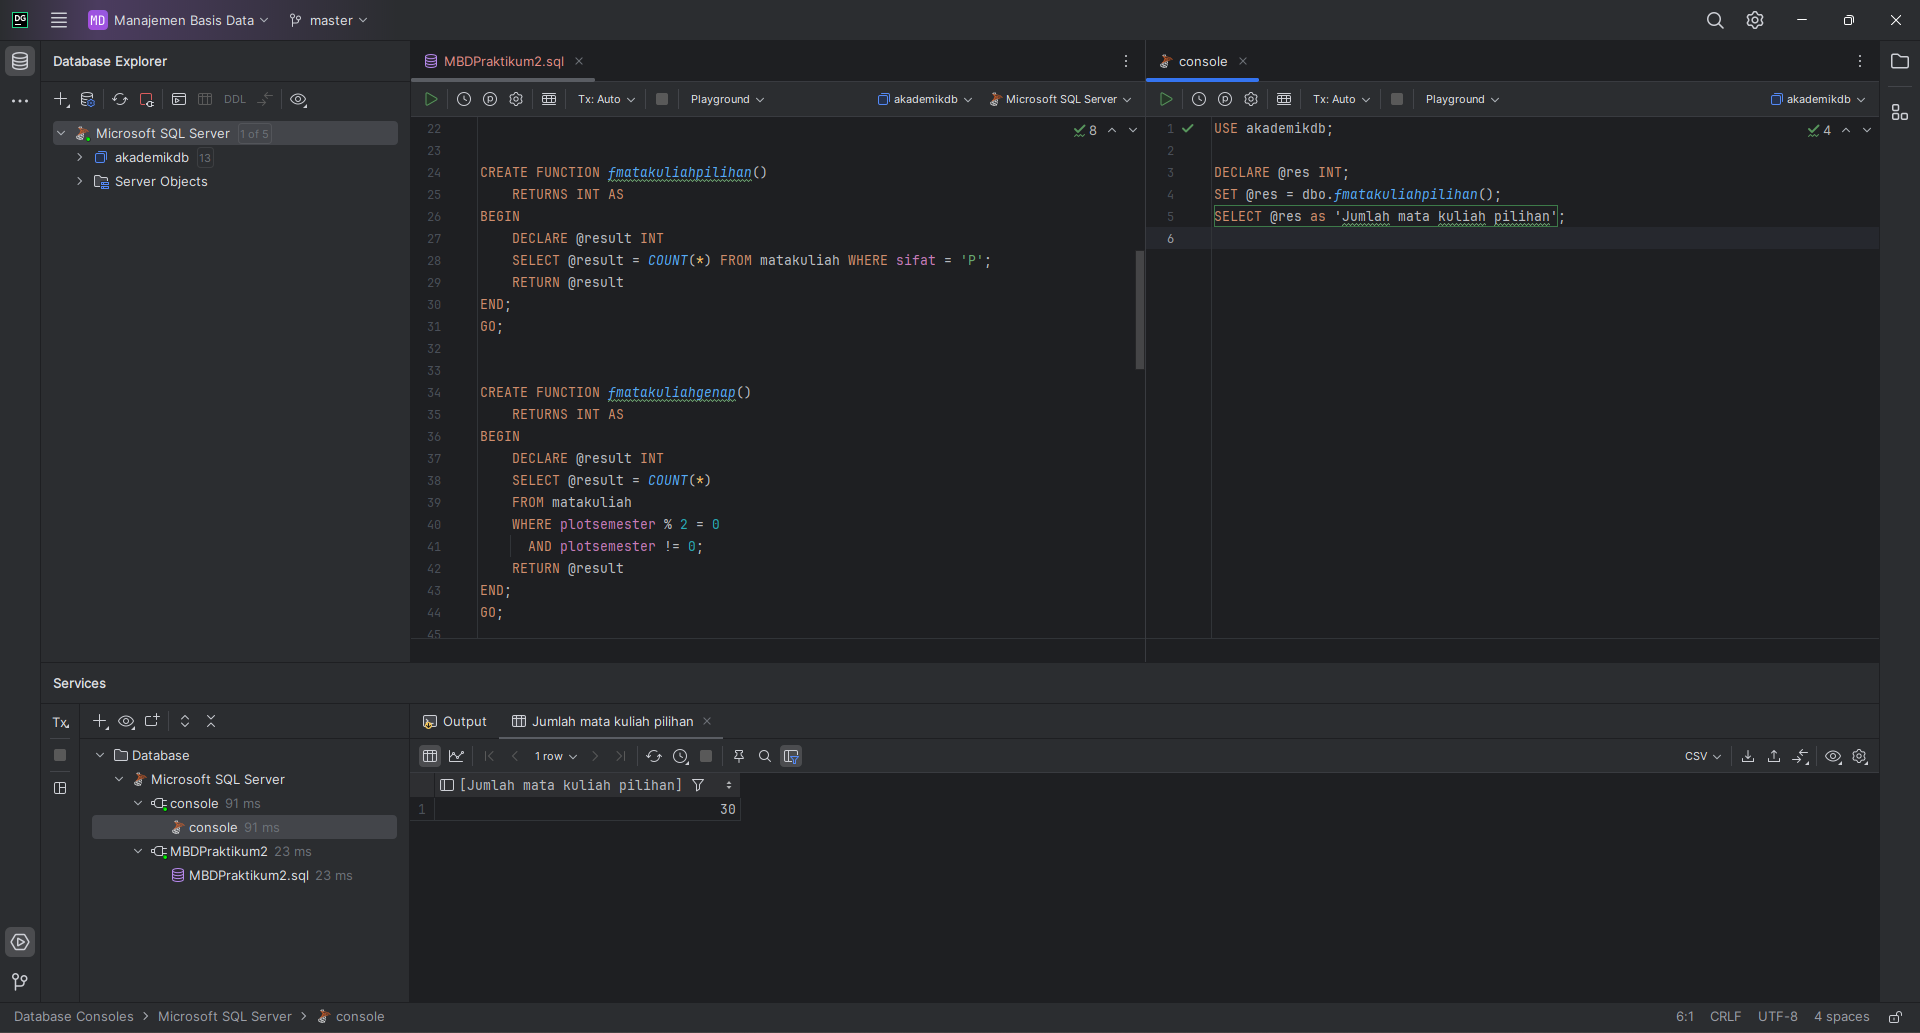 DG
MD Manajemen Basis Data master
Database Explorer
DDL
Microsoft SQL Server 1 of 5
akademikdb 13
Server Objects
MBDPraktikum2.sql
Tx: Auto Playground akademikdb Microsoft SQL Server
8
22
23
24 CREATE FUNCTION fmatakuliahpilihan()
25 RETURNS INT AS
26 BEGIN
27 DECLARE @result INT
28 SELECT @result = COUNT(*) FROM matakuliah WHERE sifat = 'P';
29 RETURN @result
30 END;
31 GO;
32
33
34 CREATE FUNCTION fmatakuliahgenap()
35 RETURNS INT AS
36 BEGIN
37 DECLARE @result INT
38 SELECT @result = COUNT(*)
39 FROM matakuliah
40 WHERE plotsemester % 2 = 0
41 AND plotsemester != 0;
42 RETURN @result
43 END;
44 GO;
45
console
Tx: Auto Playground akademikdb
4
1 USE akademikdb;
2
3 DECLARE @res INT;
4 SET @res = dbo.fmatakuliahpilihan();
5 SELECT @res as 'Jumlah mata kuliah pilihan';
6
Services
Tx
Database
Microsoft SQL Server
console 91 ms
console 91 ms
MBDPraktikum2 23 ms
MBDPraktikum2.sql 23 ms
Output Jumlah mata kuliah pilihan
1 row CSV
[Jumlah mata kuliah pilihan]
1 30
Database Consoles > Microsoft SQL Server > console
6:1 CRLF UTF-8 4 spaces